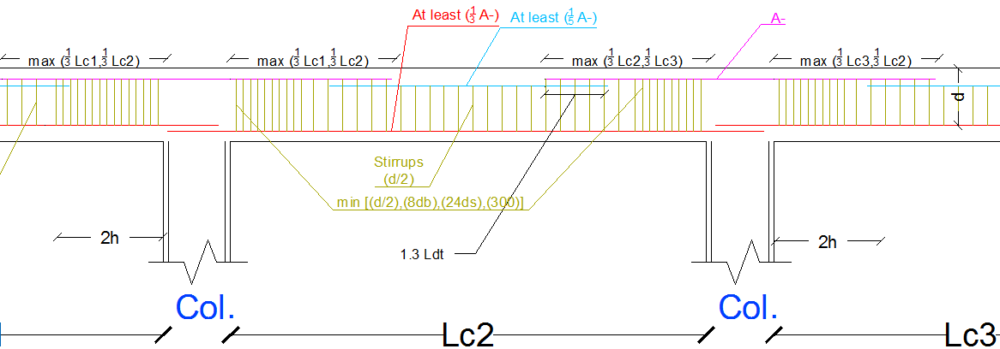 At least (1/3 A-)
At least (1/5 A-)
A-
max (1/3 Lc1,1/3 Lc2)
max (1/3 Lc1,1/3 Lc2)
max (1/3 Lc2,1/3 Lc3)
max (1/3 Lc3,1/3 Lc2)
d
Stirrups
(d/2)
min [(d/2),(8db),(24ds),(300)]
2h
1.3 Ldt
2h
Col.
Col.
Lc2
Lc3